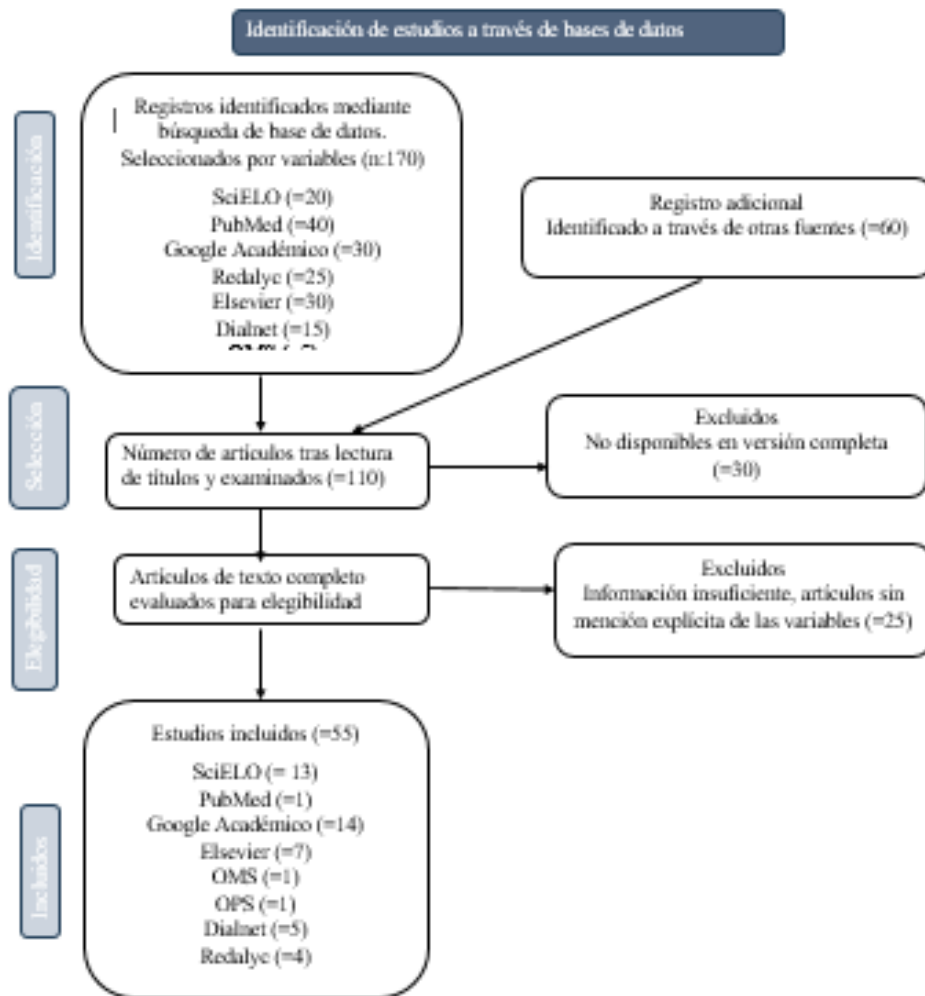 Identificación de estudios a través de bases de datos
Identificación
Registros identificados mediante
búsqueda de base de datos.
Seleccionados por variables (n:170)
SciELO (=20)
PubMed (=40)
Google Académico (=30)
Redalyc (=25)
Elsevier (=30)
Dialnet (=15)
Registro adicional
Identificado a través de otras fuentes (=60)
Selección
Número de artículos tras lectura
de títulos y examinados (=110)
Excluidos
No disponibles en versión completa
(=30)
Elegibilidad
Artículos de texto completo
evaluados para elegibilidad
Excluidos
Información insuficiente, artículos sin
mención explícita de las variables (=25)
Incluidos
Estudios incluidos (=55)
SciELO (= 13)
PubMed (=1)
Google Académico (=14)
Elsevier (=7)
OMS (=1)
OPS (=1)
Dialnet (=5)
Redalyc (=4)